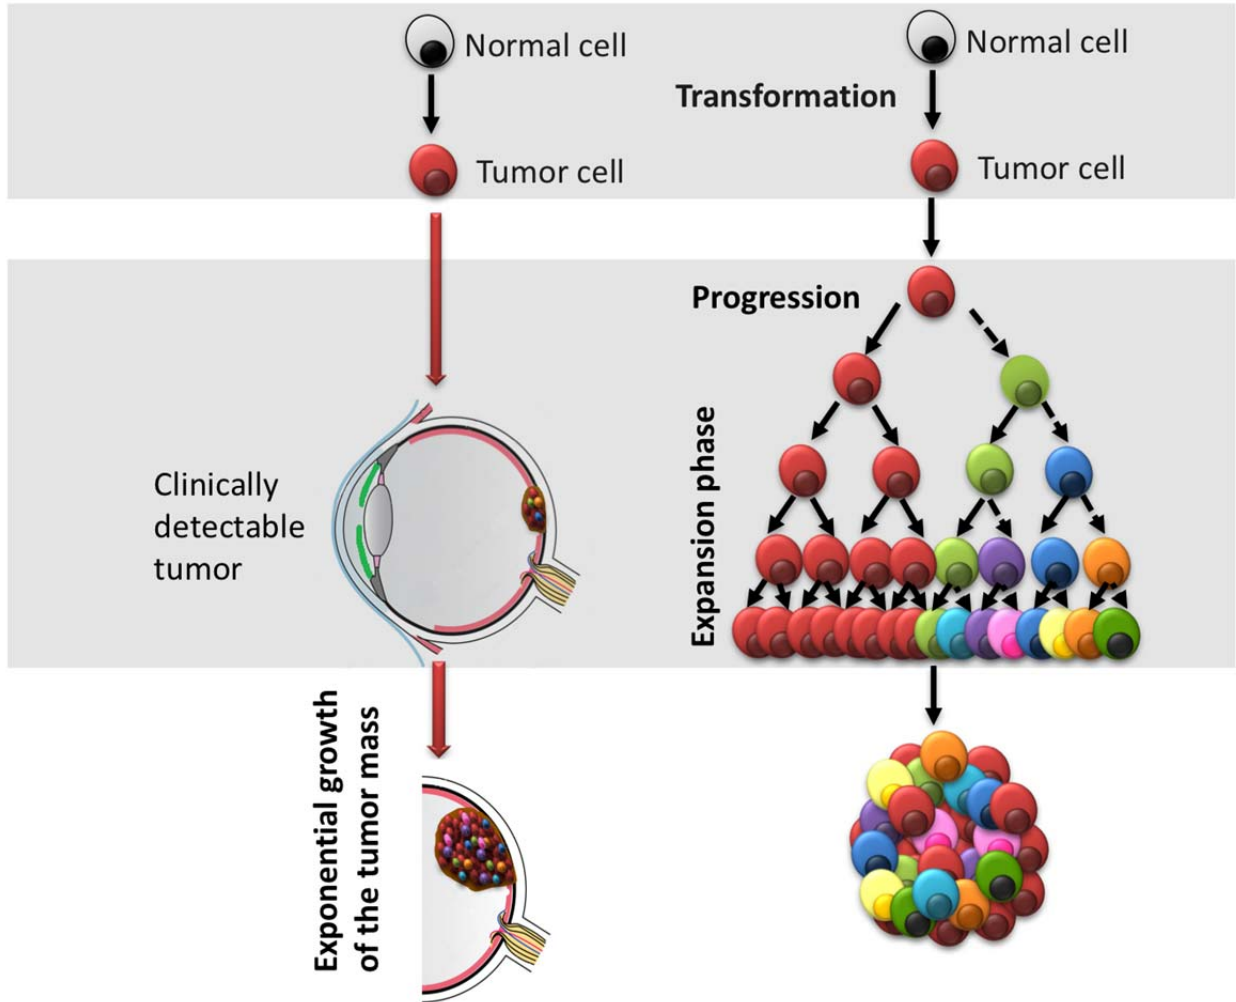 Normal cell
Normal cell
Transformation
Tumor cell
Tumor cell
Progression
Expansion phase
Clinically
detectable
tumor
Exponential growth
of the tumor mass